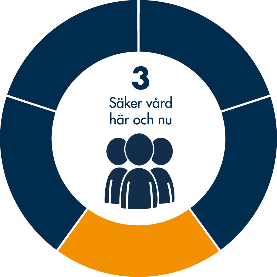 3
Säker vård
här och nu